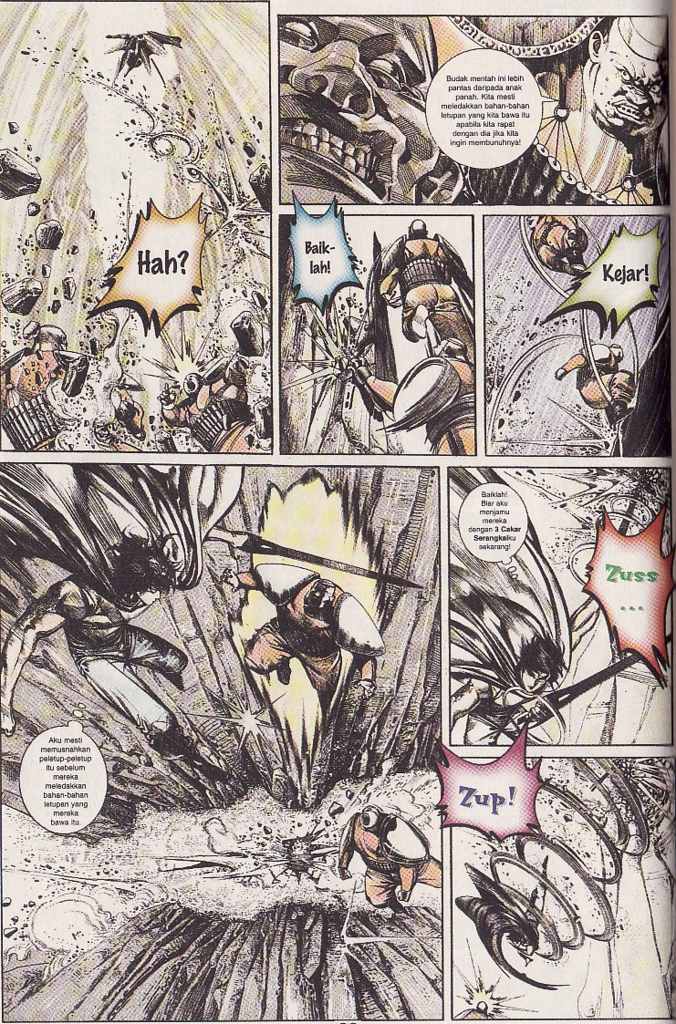 Hah?
Budak mentah ini lebih
pantas daripada anak
panah. Kita mesti
meledakkan bahan-bahan
letupan yang kita bawa itu
apabila kita rapat
dengan dia jika kita
ingin membunuhnya!
Baik-
lah!
Kejar!
Aku mesti
memusnahkan
peletup-peletup
itu sebelum
mereka
meledakkan
bahan-bahan
letupan yang
mereka
bawa itu.
Baiklah!
Biar aku
menjamu
mereka
dengan 3 Cakar
Serangkaiku
sekarang!
Zuss
...
Zup!